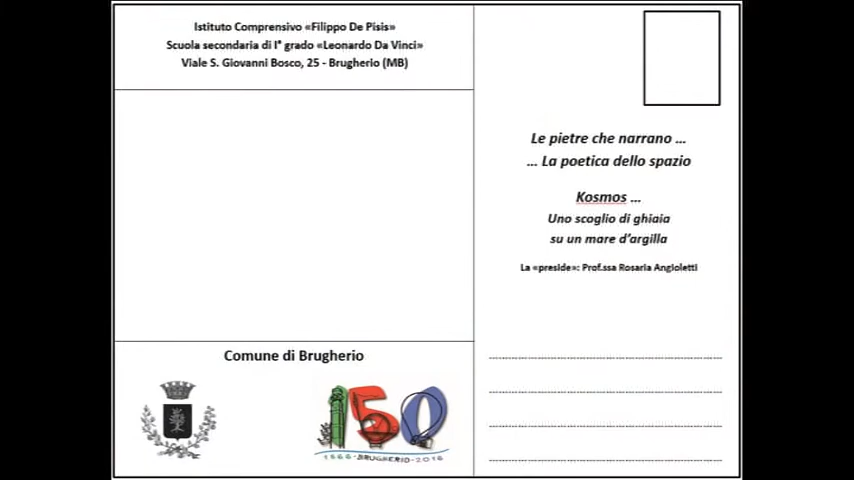 Istituto Comprensivo «Filippo De Pisis»
Scuola secondaria di I° grado «Leonardo Da Vinci»
Viale S. Giovanni Bosco, 25 - Brugherio (MB)
Le pietre che narrano ...
... La poetica dello spazio
Kosmos ...
Uno scoglio di ghiaia
su un mare d'argilla
La «preside»: Prof.ssa Rosaria Angioletti
Comune di Brugherio
150
1866-BRUGHERIO-2016